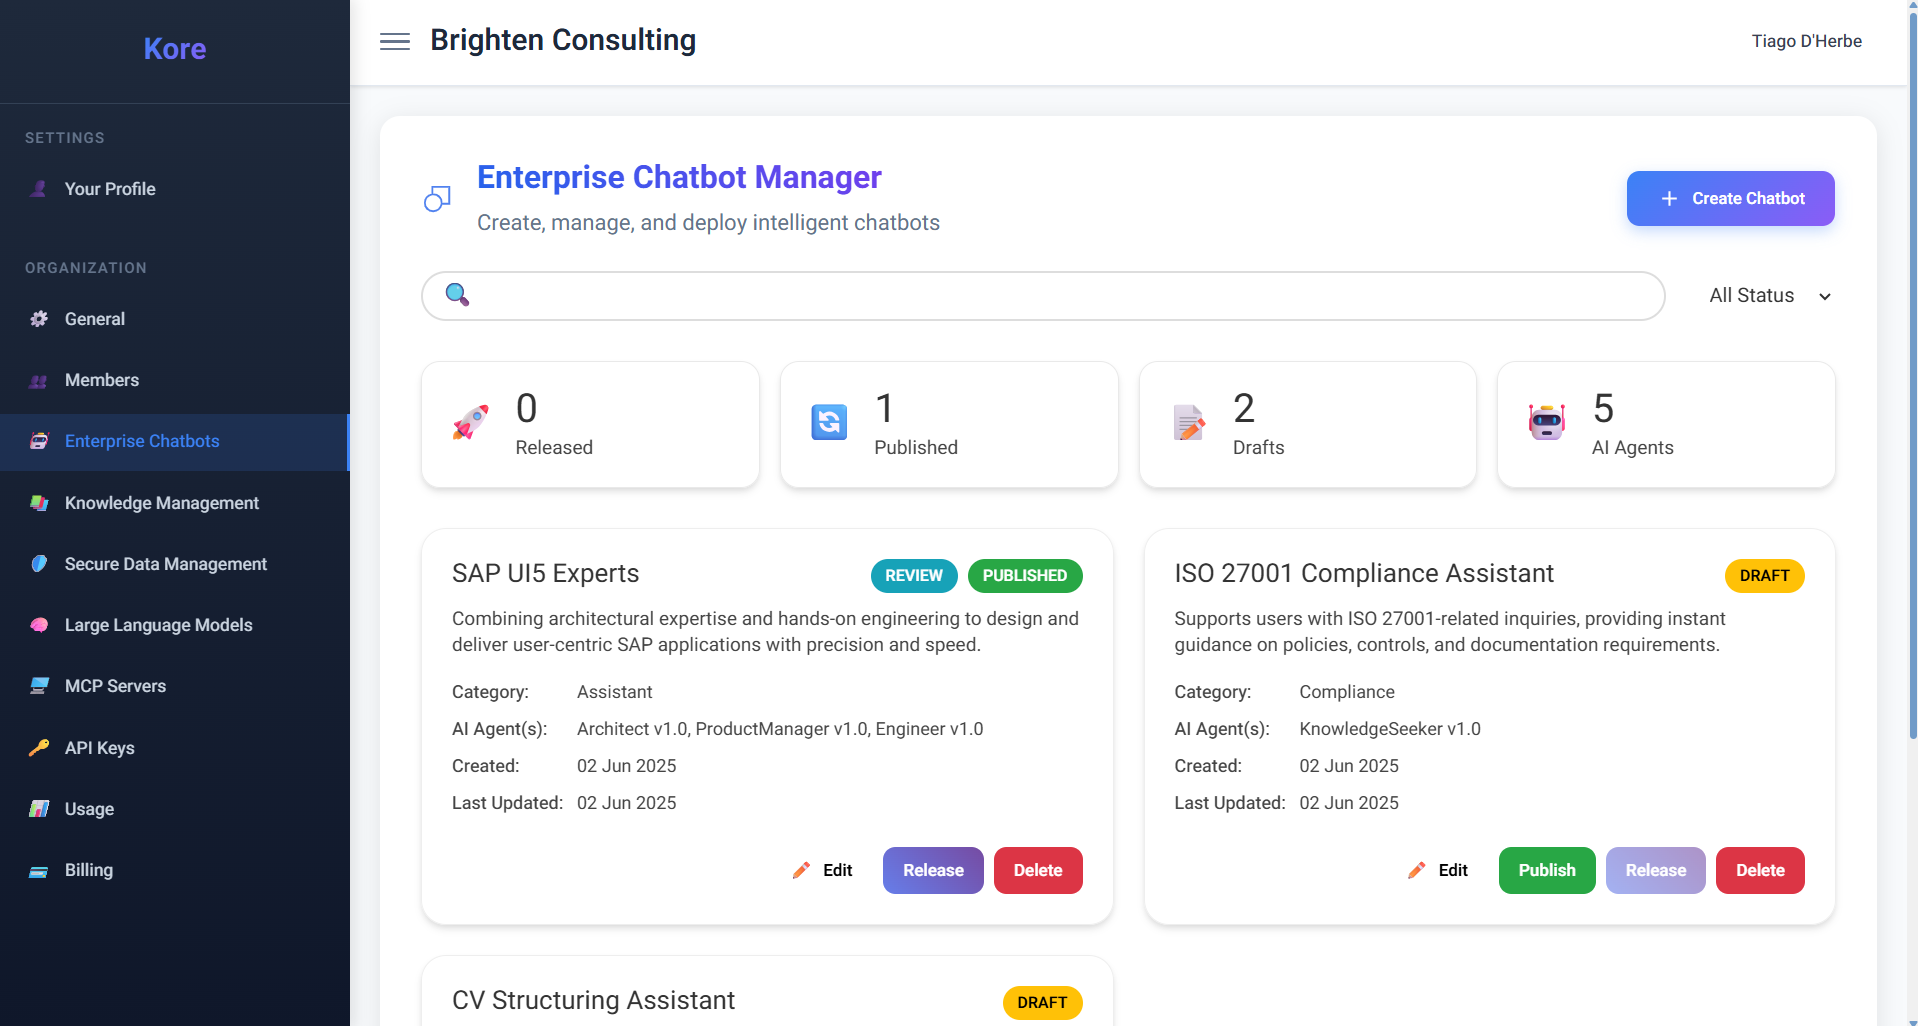 Kore
SETTINGS
Your Profile
ORGANIZATION
General
Members
Enterprise Chatbots
Knowledge Management
Secure Data Management
Large Language Models
MCP Servers
API Keys
Usage
Billing
Brighten Consulting
Tiago D'Herbe
Enterprise Chatbot Manager
Create, manage, and deploy intelligent chatbots
+ Create Chatbot
All Status
0
Released
1
Published
2
Drafts
5
AI Agents
SAP UI5 Experts
REVIEW
PUBLISHED
Combining architectural expertise and hands-on engineering to design and
deliver user-centric SAP applications with precision and speed.
Category: Assistant
AI Agent(s): Architect v1.0, ProductManager v1.0, Engineer v1.0
Created: 02 Jun 2025
Last Updated: 02 Jun 2025
Edit
Release
Delete
ISO 27001 Compliance Assistant
DRAFT
Supports users with ISO 27001-related inquiries, providing instant
guidance on policies, controls, and documentation requirements.
Category: Compliance
AI Agent(s): KnowledgeSeeker v1.0
Created: 02 Jun 2025
Last Updated: 02 Jun 2025
Edit
Publish
Release
Delete
CV Structuring Assistant
DRAFT